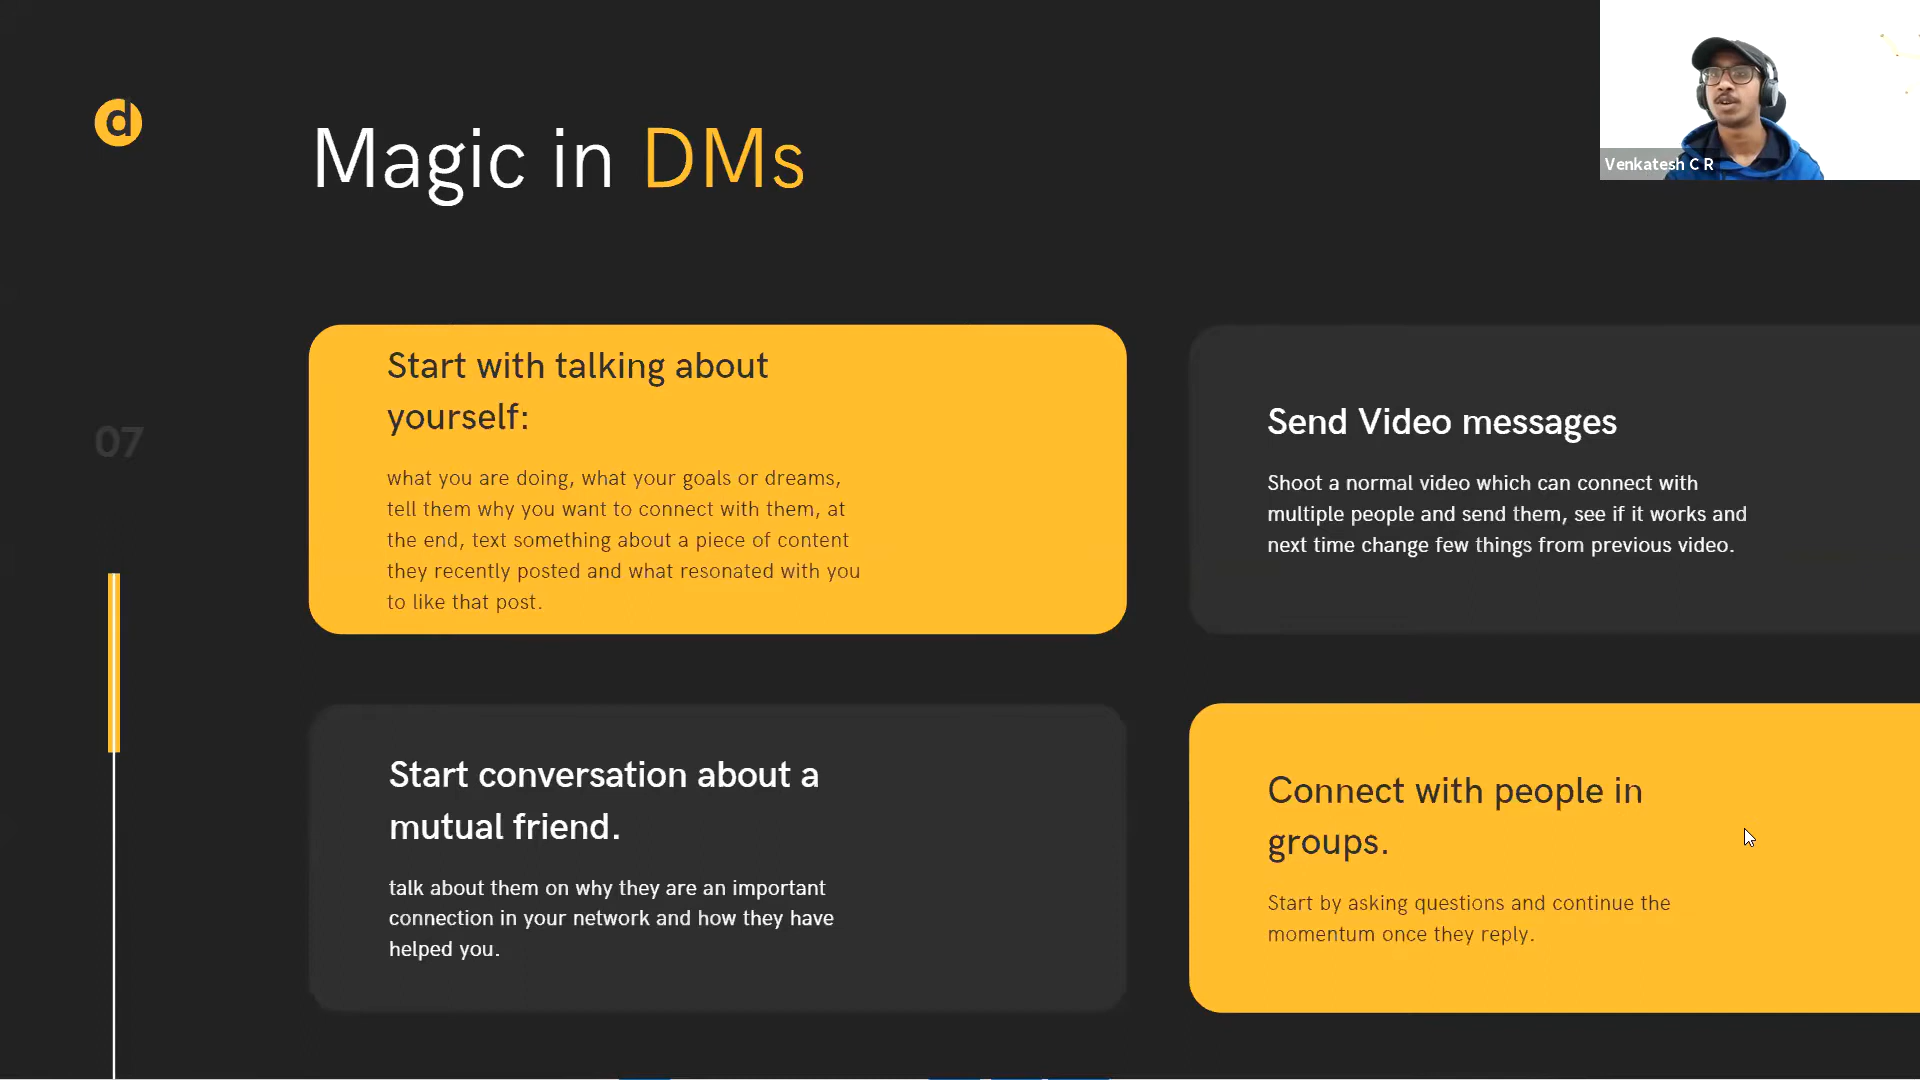 d
Magic in DMs
Venkatesh C R
07
Start with talking about
yourself:
what you are doing, what your goals or dreams,
tell them why you want to connect with them, at
the end, text something about a piece of content
they recently posted and what resonated with you
to like that post.
Send Video messages
Shoot a normal video which can connect with
multiple people and send them, see if it works and
next time change few things from previous video.
Start conversation about a
mutual friend.
talk about them on why they are an important
connection in your network and how they have
helped you.
Connect with people in
groups.
Start by asking questions and continue the
momentum once they reply.